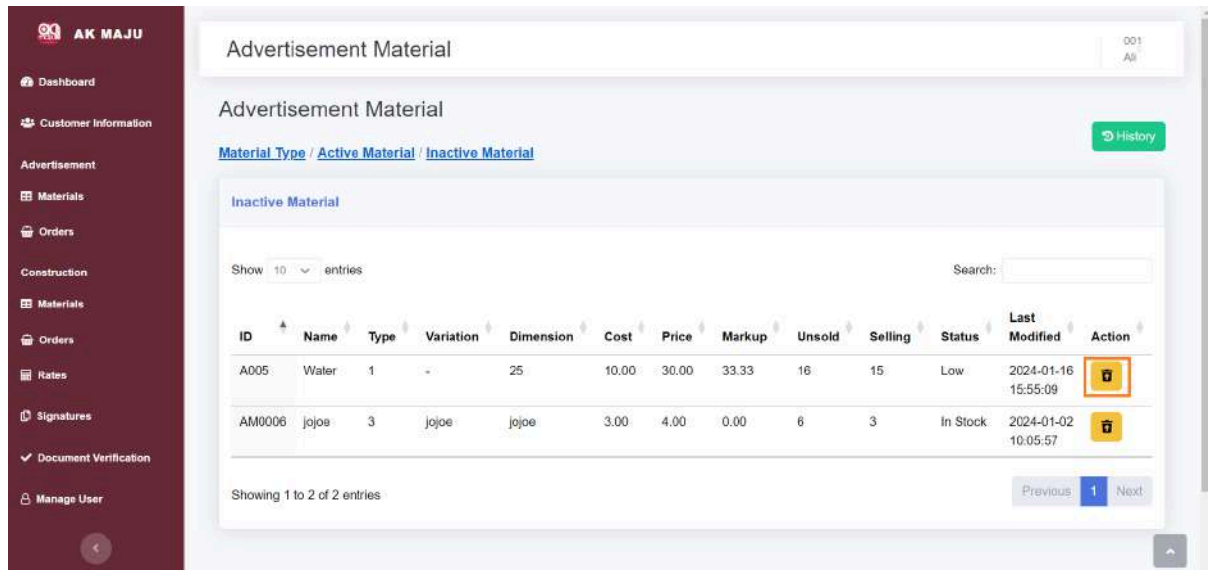 AK MAJU
Dashboard
Customer Information
Advertisement
Materials
Orders
Construction
Materials
Orders
Rates
Signatures
Document Verification
Manage User
Advertisement Material
001
Ali
Advertisement Material
History
Material Type / Active Material / Inactive Material
Inactive Material
Show 10 entries
Search:
ID Name Type Variation Dimension Cost Price Markup Unsold Selling Status Last Modified Action
A005 Water 1 - 25 10.00 30.00 33.33 16 15 Low 2024-01-16 15:55:09
AM0006 jojoe 3 jojoe jojoe 3.00 4.00 0.00 6 3 In Stock 2024-01-02 10:05:57
Showing 1 to 2 of 2 entries
Previous 1 Next